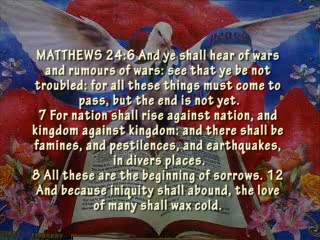 MATTHEWS 24:6 And ye shall hear of wars
and rumours of wars: see that ye be not
troubled: for all these things must come to
pass, but the end is not yet.
7 For nation shall rise against nation, and
kingdom against kingdom: and there shall be
famines, and pestilences, and earthquakes,
in divers places.
8 All these are the beginning of sorrows. 12
And because iniquity shall abound, the love
of many shall wax cold.